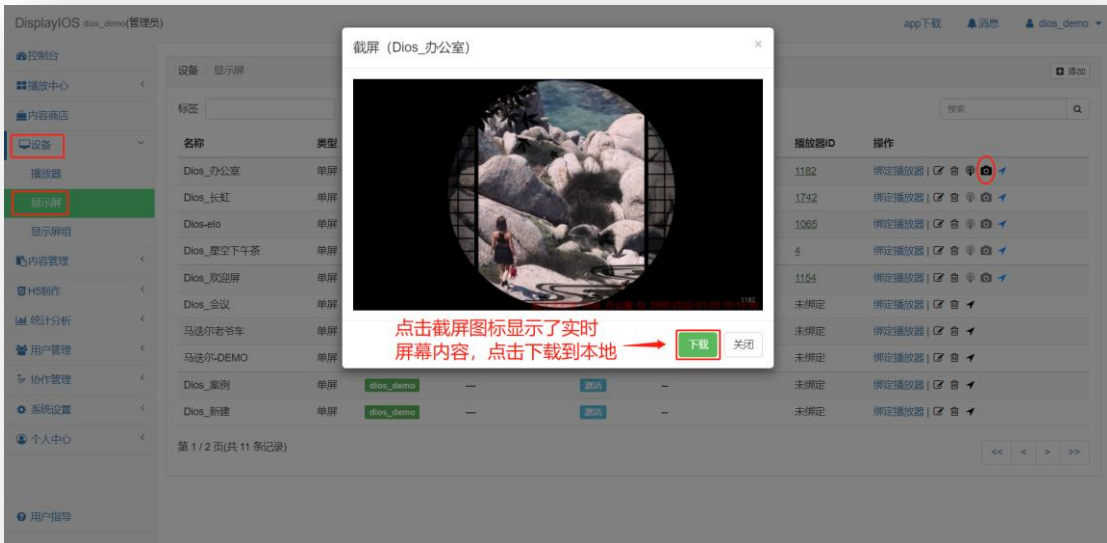 DisplayIOS dios_demo(管理员)
app下载
消息
dios_demo
控制台
播放中心
内容商店
设备
播放器
显示屏
显示屏组
内容管理
H5制作
统计分析
用户管理
协作管理
系统设置
个人中心
用户指导
设备 / 显示屏
添加
标签
搜索
名称 类型 播放器ID 操作
Dios_办公室 单屏 1182 绑定播放器 |
Dios_长虹 单屏 1742 绑定播放器 |
Dios-elo 单屏 1065 绑定播放器 |
Dios_星空下午茶 单屏 4 绑定播放器 |
Dios_欢迎屏 单屏 1154 绑定播放器 |
Dios_会议 单屏 未绑定 绑定播放器 |
马迭尔老爷车 单屏 未绑定 绑定播放器 |
马迭尔-DEMO 单屏 未绑定 绑定播放器 |
Dios_案例 单屏 dios_demo --- 激活 -- 未绑定 绑定播放器 |
Dios_新建 单屏 dios_demo --- 激活 -- 未绑定 绑定播放器 |
第 1 / 2 页(共 11 条记录)
<< < > >>
截屏（Dios_办公室）
×
1182
点击截屏图标显示了实时
屏幕内容，点击下载到本地
下载
关闭